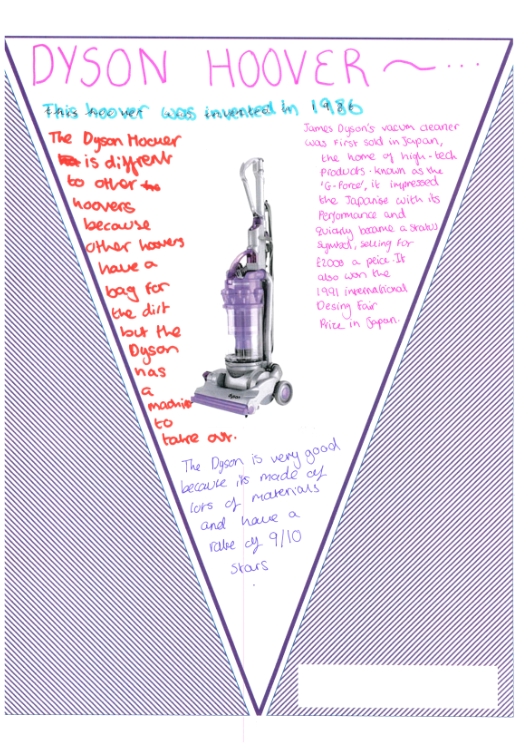 DYSON HOOVER ~ ...
This hoover was invented in 1986
The Dyson Hoover
is diffrent
to other
hoovers
because
other hoovers
have a
bag for
the dirt
but the
Dyson
has
a
machine
to
take our.
James Dyson's vacum cleaner
was First sold in Japan,
the home of high-tech
Products. Known as the
'G-Force', it impressed
the Japanise with its
Performance and
quickly became a status
symbol, selling for
£2000 a peice. It
also won the
1991 international
Desing Fair
Prize in Japan.
dyson
The Dyson is very good
because it's made of
lots of materials
and have a
rate of 9/10
stars
.